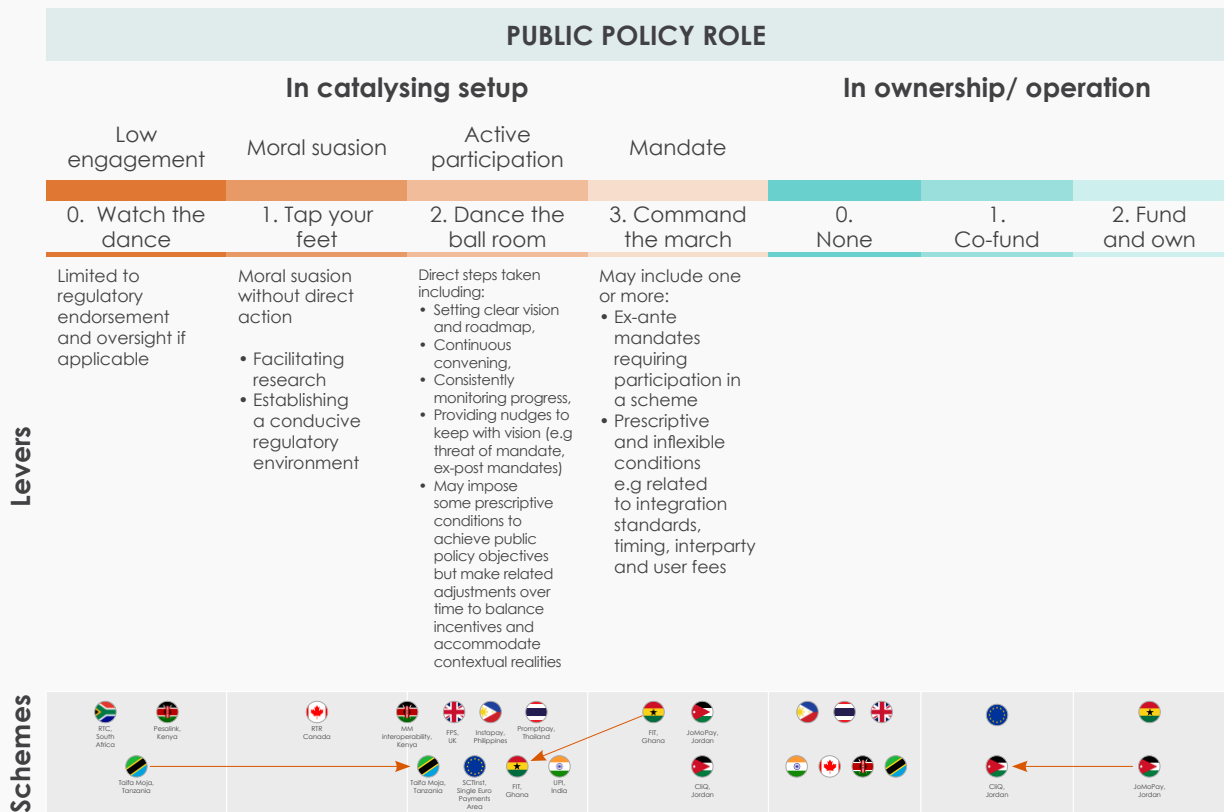 PUBLIC POLICY ROLE
In catalysing setup
In ownership/ operation
Low
engagement
Moral suasion
Active
participation
Mandate
0. Watch the
dance
1. Tap your
feet
2. Dance the
ball room
3. Command
the march
0.
None
1.
Co-fund
2. Fund
and own
Levers
Limited to
regulatory
endorsement
and oversight if
applicable
Moral suasion
without direct
action
• Facilitating
research
• Establishing
a conducive
regulatory
environment
Direct steps taken
including:
• Setting clear vision
and roadmap,
• Continuous
convening,
• Consistently
monitoring progress,
• Providing nudges to
keep with vision (e.g
threat of mandate,
ex-post mandates)
• May impose
some prescriptive
conditions to
achieve public
policy objectives
but make related
adjustments over
time to balance
incentives and
accommodate
contextual realities
May include one
or more:
• Ex-ante
mandates
requiring
participation in
a scheme
• Prescriptive
and inflexible
conditions
e.g related
to integration
standards,
timing, interparty
and user fees
Schemes
RTC,
South
Africa
Pesalink,
Kenya
RTR
Canada
MM
interoperability,
Kenya
FPS,
UK
Instapay,
Philippines
Promptpay,
Thailand
FIT,
Ghana
JoMoPay,
Jordan
Taifa Moja,
Tanzania
Taifa Moja,
Tanzania
SCTinst,
Single Euro
Payments
Area
FIT,
Ghana
UPI,
India
CliQ,
Jordan
CliQ,
Jordan
JoMoPay,
Jordan